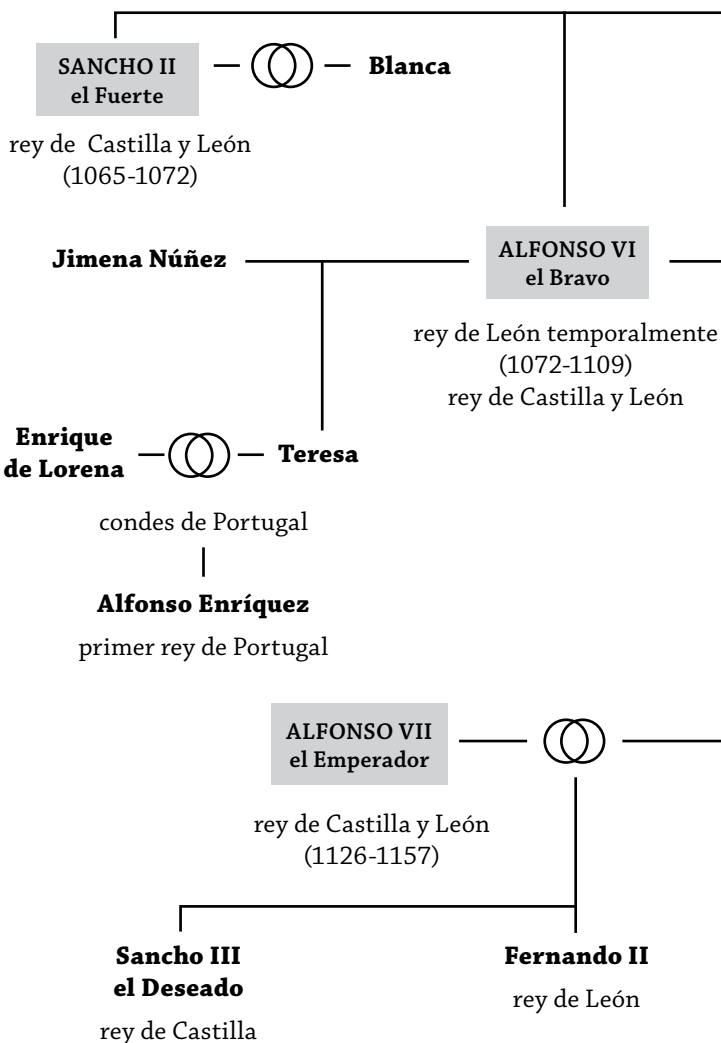 SANCHO II
el Fuerte
Blanca
rey de Castilla y León
(1065-1072)
Jimena Núñez
ALFONSO VI
el Bravo
rey de León temporalmente
(1072-1109)
rey de Castilla y León
Enrique
de Lorena
Teresa
condes de Portugal
Alfonso Enríquez
primer rey de Portugal
ALFONSO VII
el Emperador
rey de Castilla y León
(1126-1157)
Sancho III
el Deseado
rey de Castilla
Fernando II
rey de León